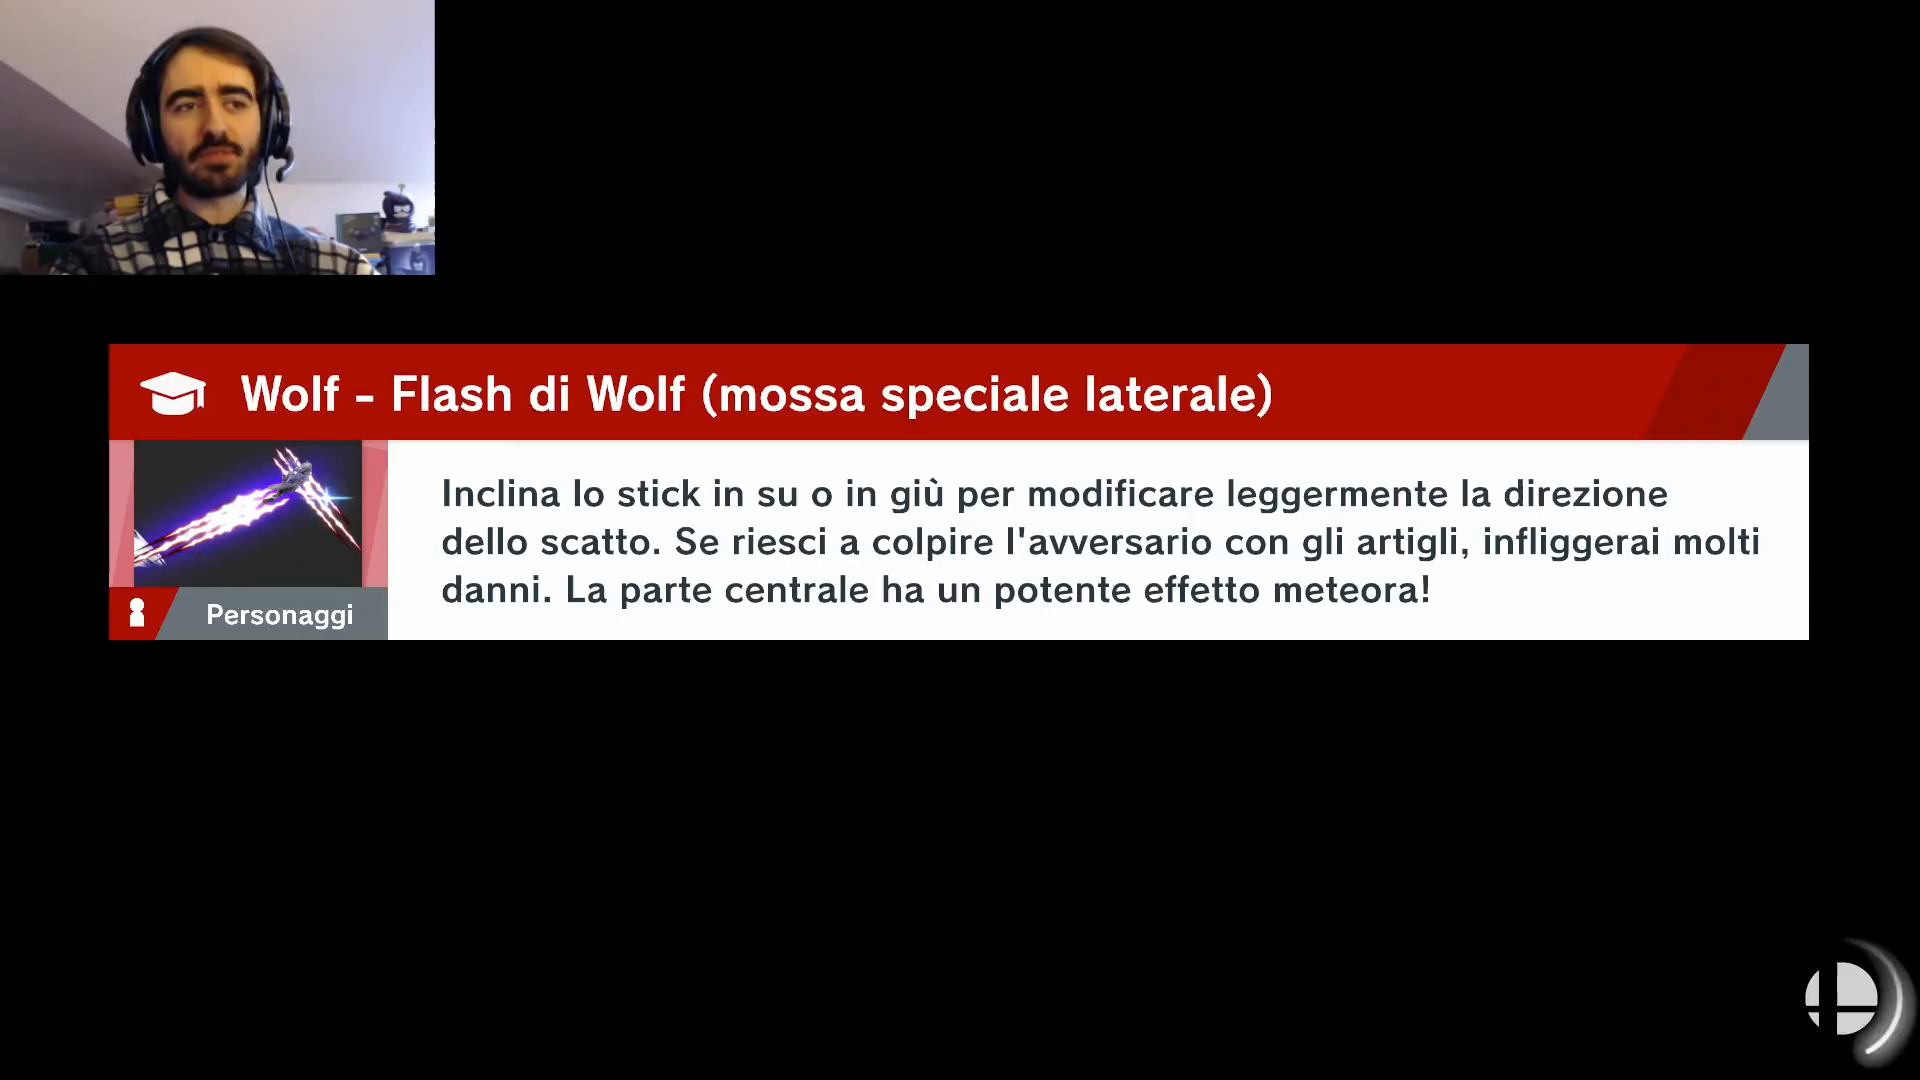 Wolf - Flash di Wolf (mossa speciale laterale)
Inclina lo stick in su o in giù per modificare leggermente la direzione
dello scatto. Se riesci a colpire l'avversario con gli artigli, infliggerai molti
danni. La parte centrale ha un potente effetto meteora!
Personaggi